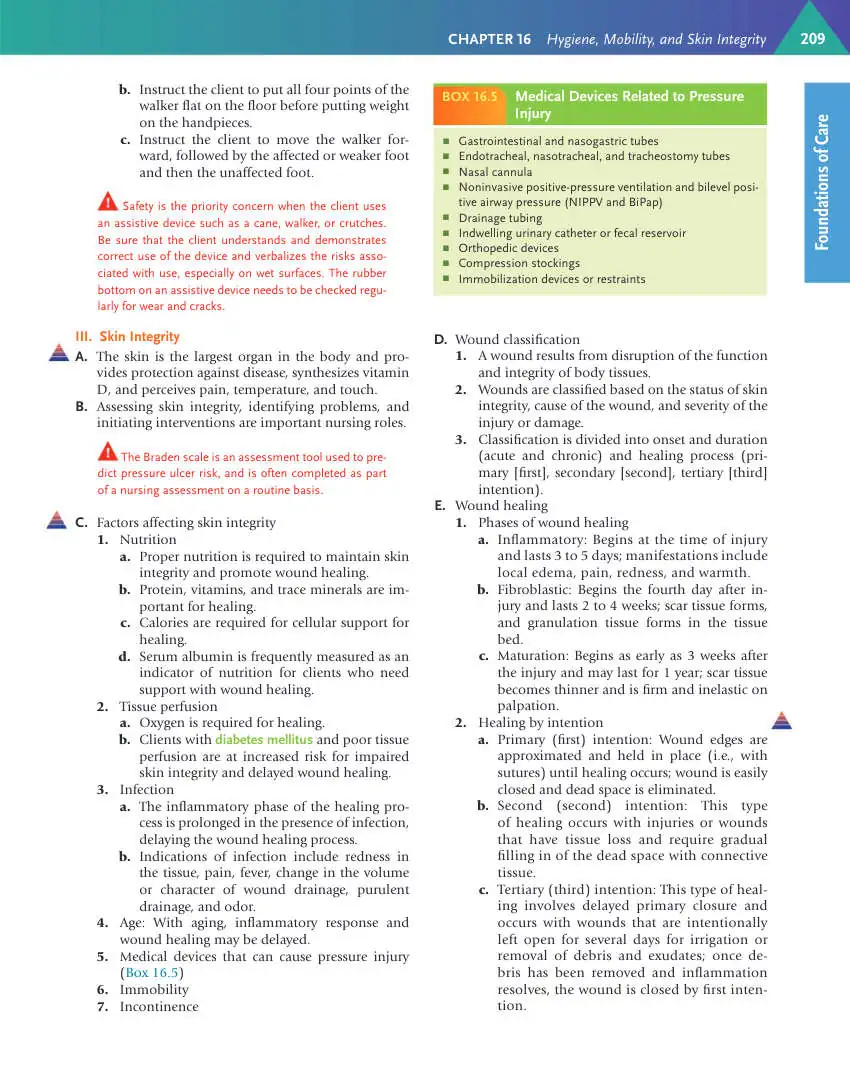 CHAPTER 16 Hygiene, Mobility, and Skin Integrity 209
b. Instruct the client to put all four points of the
walker flat on the floor before putting weight
on the handpieces.
c. Instruct the client to move the walker for-
ward, followed by the affected or weaker foot
and then the unaffected foot.
Safety is the priority concern when the client uses
an assistive device such as a cane, walker, or crutches.
Be sure that the client understands and demonstrates
correct use of the device and verbalizes the risks asso-
ciated with use, especially on wet surfaces. The rubber
bottom on an assistive device needs to be checked regu-
larly for wear and cracks.
III. Skin Integrity
A. The skin is the largest organ in the body and pro-
vides protection against disease, synthesizes vitamin
D, and perceives pain, temperature, and touch.
B. Assessing skin integrity, identifying problems, and
initiating interventions are important nursing roles.
The Braden scale is an assessment tool used to pre-
dict pressure ulcer risk, and is often completed as part
of a nursing assessment on a routine basis.
C. Factors affecting skin integrity
1. Nutrition
a. Proper nutrition is required to maintain skin
integrity and promote wound healing.
b. Protein, vitamins, and trace minerals are im-
portant for healing.
c. Calories are required for cellular support for
healing.
d. Serum albumin is frequently measured as an
indicator of nutrition for clients who need
support with wound healing.
2. Tissue perfusion
a. Oxygen is required for healing.
b. Clients with diabetes mellitus and poor tissue
perfusion are at increased risk for impaired
skin integrity and delayed wound healing.
3. Infection
a. The inflammatory phase of the healing pro-
cess is prolonged in the presence of infection,
delaying the wound healing process.
b. Indications of infection include redness in
the tissue, pain, fever, change in the volume
or character of wound drainage, purulent
drainage, and odor.
4. Age: With aging, inflammatory response and
wound healing may be delayed.
5. Medical devices that can cause pressure injury
(Box 16.5)
6. Immobility
7. Incontinence
BOX 16.5 Medical Devices Related to Pressure
Injury
■ Gastrointestinal and nasogastric tubes
■ Endotracheal, nasotracheal, and tracheostomy tubes
■ Nasal cannula
■ Noninvasive positive-pressure ventilation and bilevel posi-
tive airway pressure (NIPPV and BiPap)
■ Drainage tubing
■ Indwelling urinary catheter or fecal reservoir
■ Orthopedic devices
■ Compression stockings
■ Immobilization devices or restraints
D. Wound classification
1. A wound results from disruption of the function
and integrity of body tissues.
2. Wounds are classified based on the status of skin
integrity, cause of the wound, and severity of the
injury or damage.
3. Classification is divided into onset and duration
(acute and chronic) and healing process (pri-
mary [first], secondary [second], tertiary [third]
intention).
E. Wound healing
1. Phases of wound healing
a. Inflammatory: Begins at the time of injury
and lasts 3 to 5 days; manifestations include
local edema, pain, redness, and warmth.
b. Fibroblastic: Begins the fourth day after in-
jury and lasts 2 to 4 weeks; scar tissue forms,
and granulation tissue forms in the tissue
bed.
c. Maturation: Begins as early as 3 weeks after
the injury and may last for 1 year; scar tissue
becomes thinner and is firm and inelastic on
palpation.
2. Healing by intention
a. Primary (first) intention: Wound edges are
approximated and held in place (i.e., with
sutures) until healing occurs; wound is easily
closed and dead space is eliminated.
b. Second (second) intention: This type
of healing occurs with injuries or wounds
that have tissue loss and require gradual
filling in of the dead space with connective
tissue.
c. Tertiary (third) intention: This type of heal-
ing involves delayed primary closure and
occurs with wounds that are intentionally
left open for several days for irrigation or
removal of debris and exudates; once de-
bris has been removed and inflammation
resolves, the wound is closed by first inten-
tion.
Foundations of Care